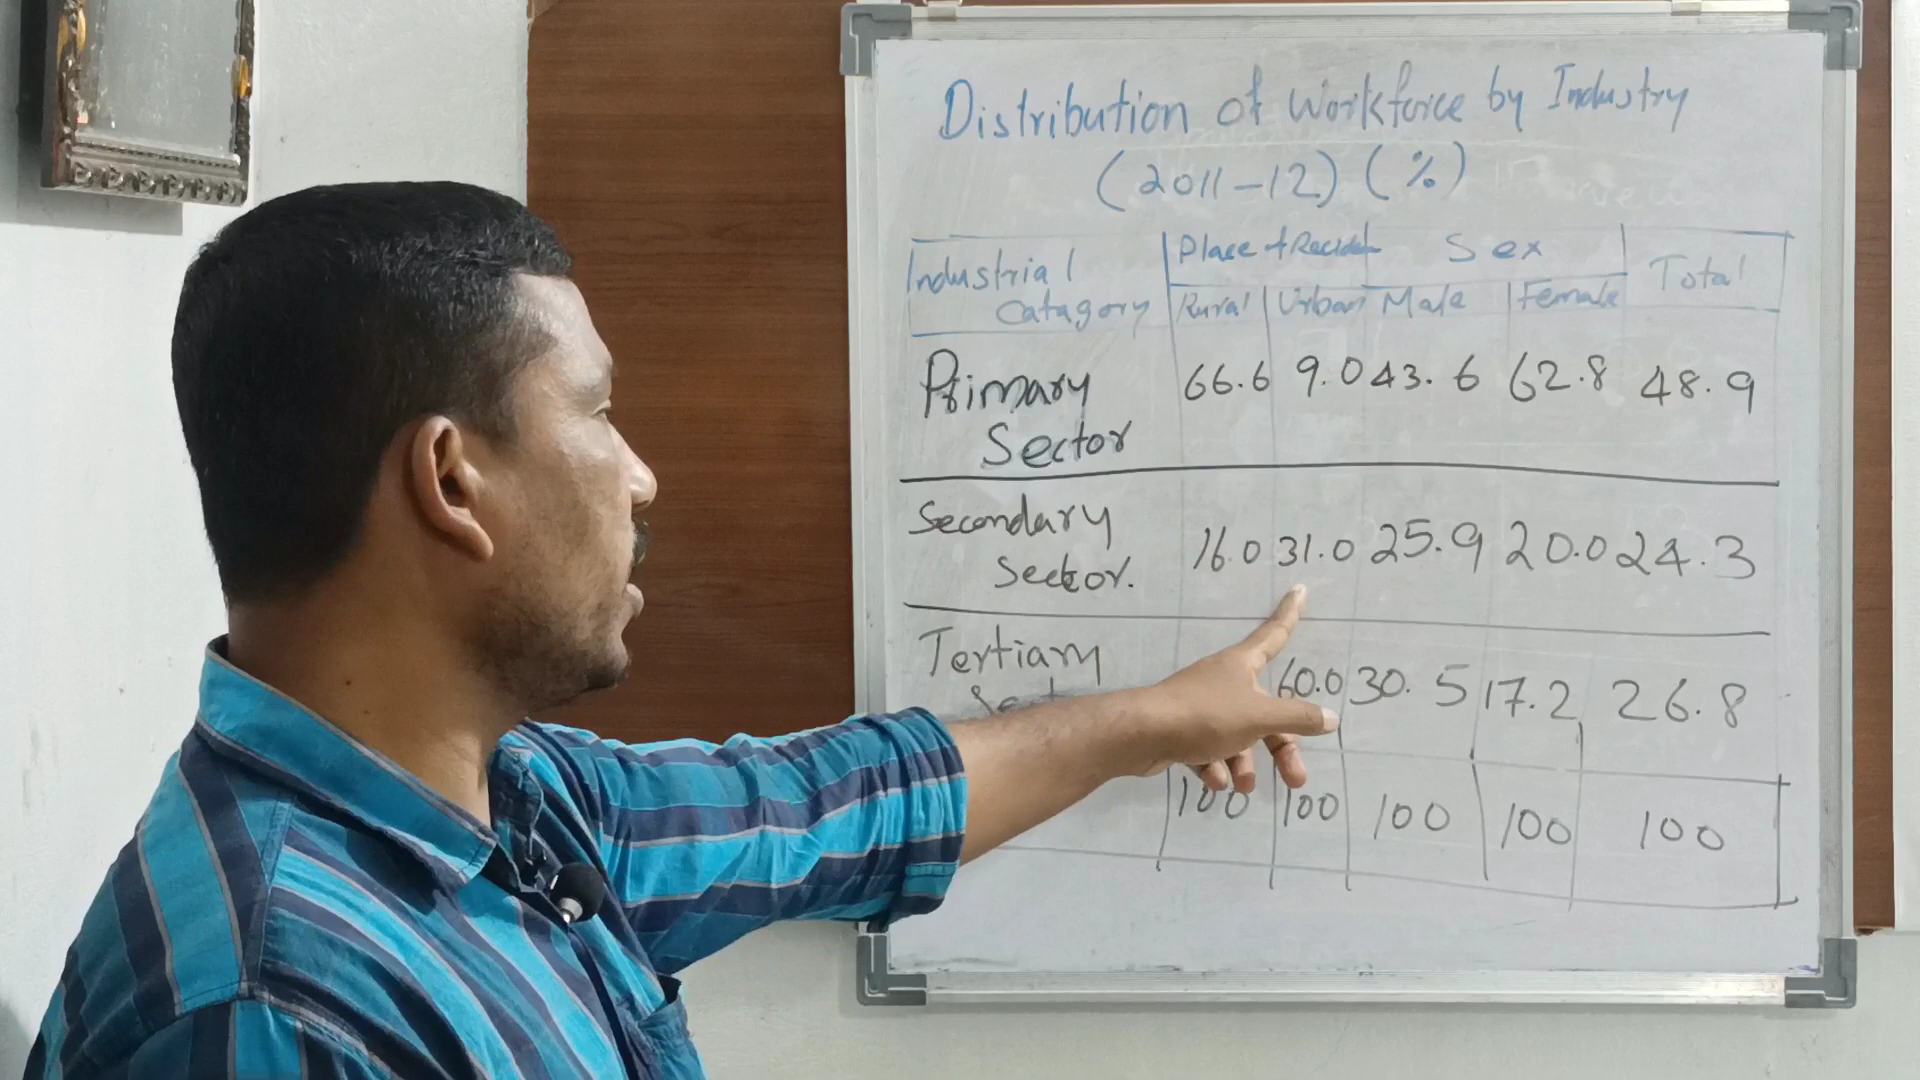 Distribution of Workforce by Industry
(2011-12) (%)
Industrial Catagory Place of Sex Total
Rural Urban Male Female
Primary Sector 66.6 9.0 43.6 62.8 48.9
Secondary Sector. 16.0 31.0 25.9 20.0 24.3
Tertiary 60.0 30.5 17.2 26.8
100 100 100 100 100